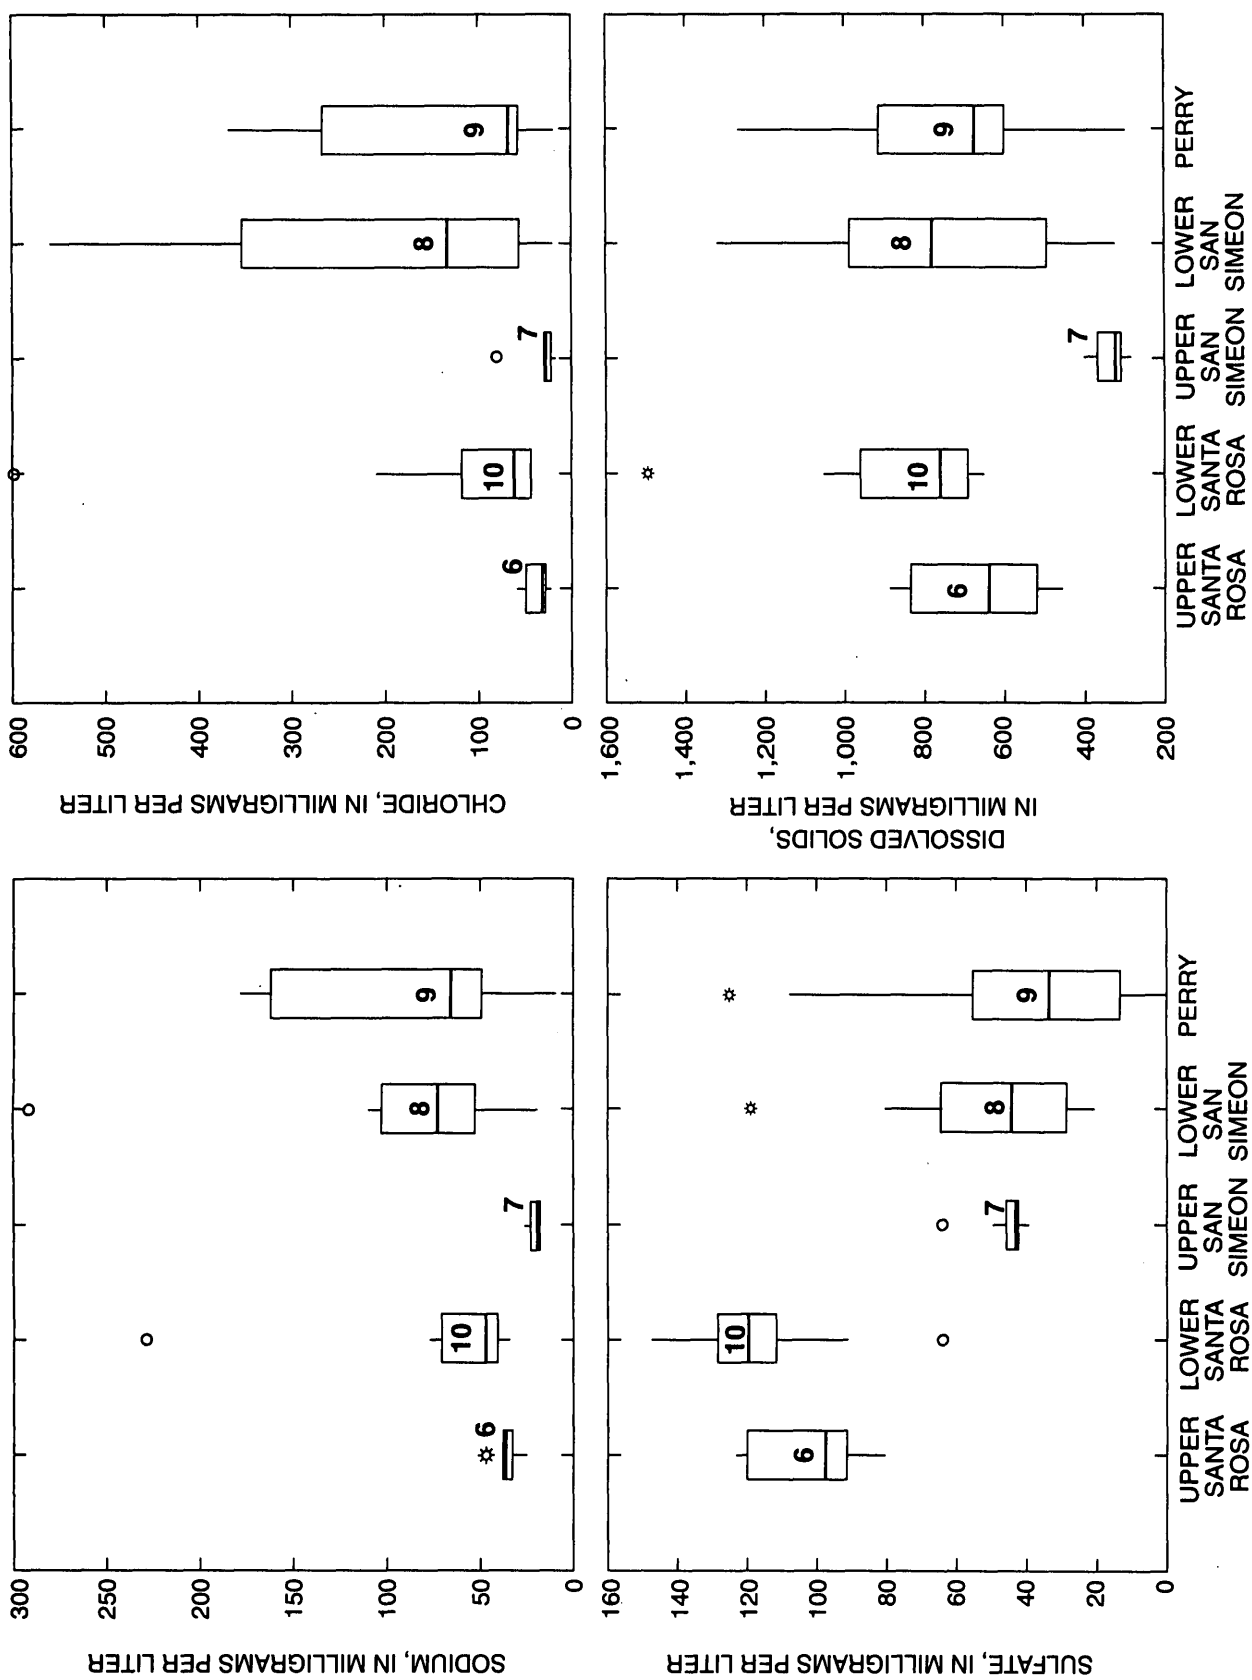 SODIUM, IN MILLIGRAMS PER LITER
300
250
200
150
100
50
0
6
10
7
8
9
CHLORIDE, IN MILLIGRAMS PER LITER
600
500
400
300
200
100
0
6
10
7
8
9
SULFATE, IN MILLIGRAMS PER LITER
160
140
120
100
80
60
40
20
0
6
10
7
8
9
UPPER
SANTA
ROSA
LOWER
SANTA
ROSA
UPPER
SAN
SIMEON
LOWER
SAN
SIMEON
PERRY
DISSOLVED SOLIDS,
IN MILLIGRAMS PER LITER
1,600
1,400
1,200
1,000
800
600
400
200
6
10
7
8
9
UPPER
SANTA
ROSA
LOWER
SANTA
ROSA
UPPER
SAN
SIMEON
LOWER
SAN
SIMEON
PERRY